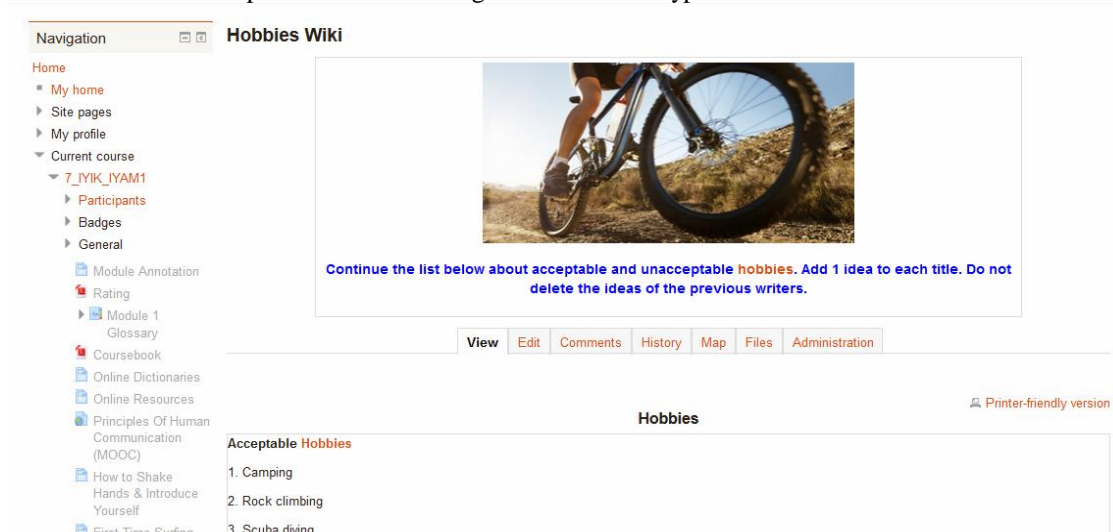 Navigation
Home
My home
Site pages
My profile
Current course
7_IYIK_IYAM1
Participants
Badges
General
Module Annotation
Rating
Module 1
Glossary
Coursebook
Online Dictionaries
Online Resources
Principles Of Human
Communication
(MOOC)
How to Shake
Hands & Introduce
Yourself
First Time Surfing
Hobbies Wiki
Continue the list below about acceptable and unacceptable hobbies. Add 1 idea to each title. Do not
delete the ideas of the previous writers.
View Edit Comments History Map Files Administration
Printer-friendly version
Hobbies
Acceptable Hobbies
1. Camping
2. Rock climbing
3. Scuba diving